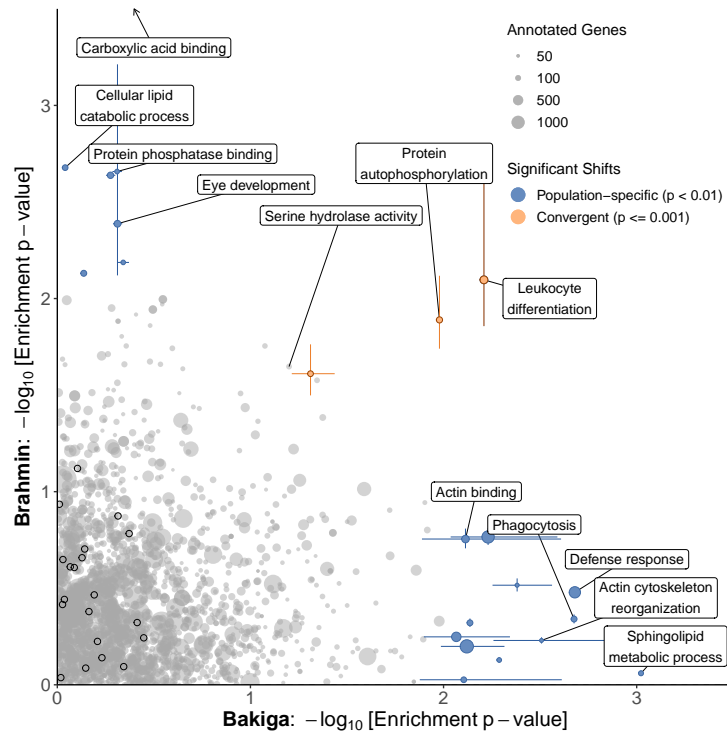 Carboxylic acid binding
Cellular lipid
catabolic process
Protein phosphatase binding
Eye development
Serine hydrolase activity
Protein
autophosphorylation
Leukocyte
differentiation
Annotated Genes
50
100
500
1000
Significant Shifts
Population−specific (p < 0.01)
Convergent (p <= 0.001)
Actin binding
Phagocytosis
Defense response
Actin cytoskeleton
reorganization
Sphingolipid
metabolic process
Brahmin: −log10 [Enrichment p−value]
3
2
1
0
0
1
2
3
Bakiga: −log10 [Enrichment p−value]